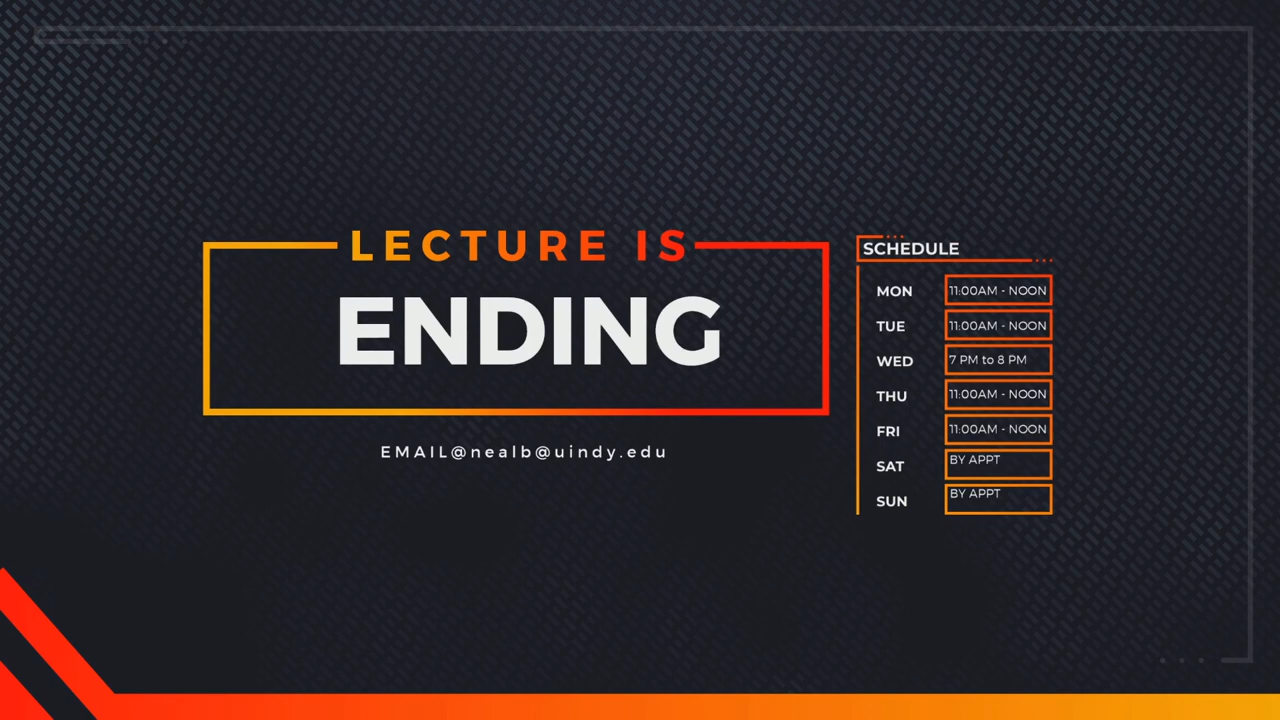 LECTURE IS
ENDING
EMAIL@nealb@uindy.edu
SCHEDULE
MON 11:00AM - NOON
TUE 11:00AM - NOON
WED 7 PM to 8 PM
THU 11:00AM - NOON
FRI 11:00AM - NOON
SAT BY APPT
SUN BY APPT